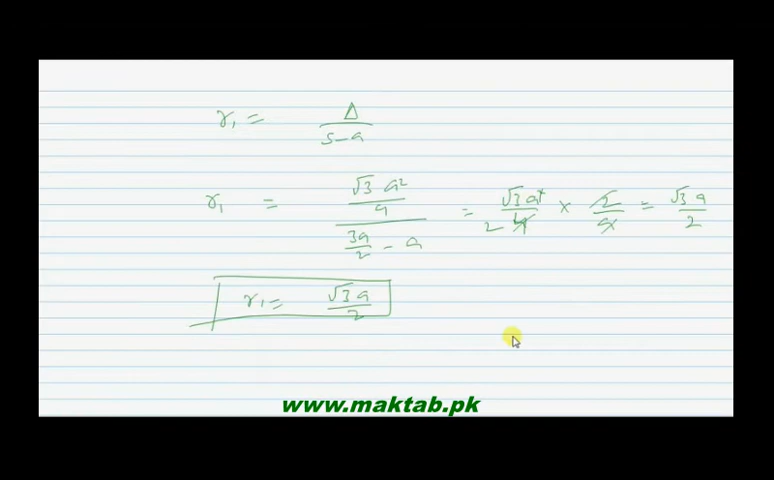 r₁ = Δ / (s-a)
r₁ = (√3 a² / 4) / (3a/2 - a) = √3 a² / 4 2 × 2 / a = √3 a / 2
r₁ = √3 a / 2
www.maktab.pk